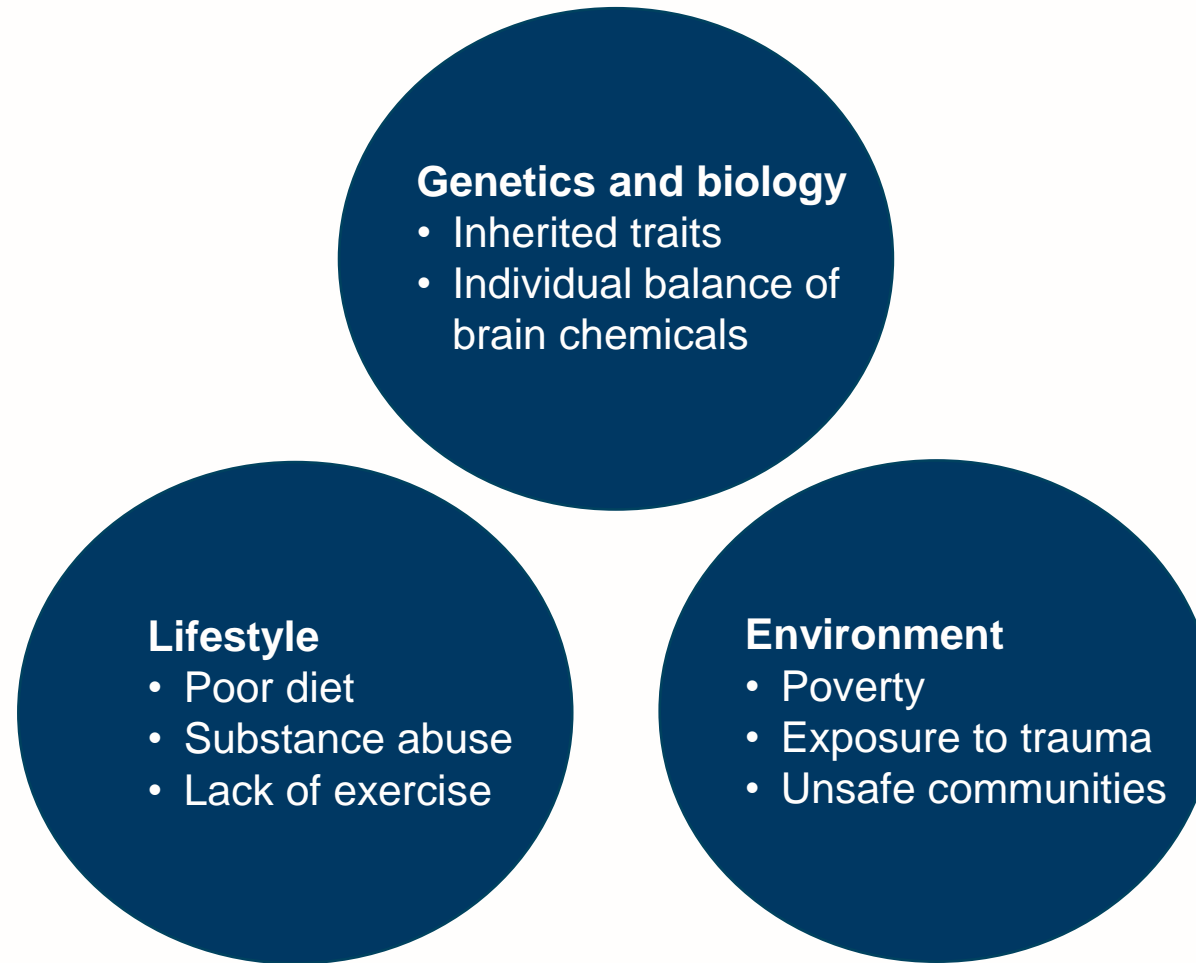 Genetics and biology
• Inherited traits
• Individual balance of
brain chemicals
Lifestyle
• Poor diet
• Substance abuse
• Lack of exercise
Environment
• Poverty
• Exposure to trauma
• Unsafe communities